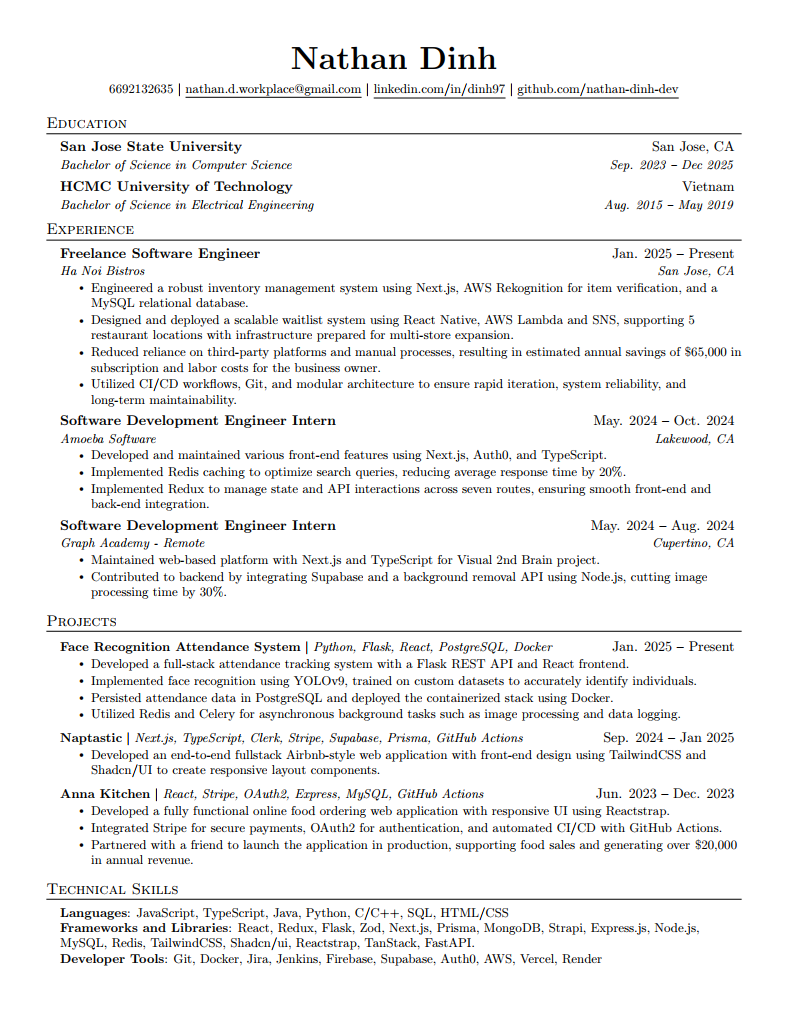 Nathan Dinh
6692132635 | nathan.d.workplace@gmail.com | linkedin.com/in/dinh97 | github.com/nathan-dinh-dev
Education
San Jose State University San Jose, CA
Bachelor of Science in Computer Science Sep. 2023 – Dec 2025
HCMC University of Technology Vietnam
Bachelor of Science in Electrical Engineering Aug. 2015 – May 2019
Experience
Freelance Software Engineer Jan. 2025 – Present
Ha Noi Bistros San Jose, CA
• Engineered a robust inventory management system using Next.js, AWS Rekognition for item verification, and a
MySQL relational database.
• Designed and deployed a scalable waitlist system using React Native, AWS Lambda and SNS, supporting 5
restaurant locations with infrastructure prepared for multi-store expansion.
• Reduced reliance on third-party platforms and manual processes, resulting in estimated annual savings of $65,000 in
subscription and labor costs for the business owner.
• Utilized CI/CD workflows, Git, and modular architecture to ensure rapid iteration, system reliability, and
long-term maintainability.
Software Development Engineer Intern May. 2024 – Oct. 2024
Amoeba Software Lakewood, CA
• Developed and maintained various front-end features using Next.js, Auth0, and TypeScript.
• Implemented Redis caching to optimize search queries, reducing average response time by 20%.
• Implemented Redux to manage state and API interactions across seven routes, ensuring smooth front-end and
back-end integration.
Software Development Engineer Intern May. 2024 – Aug. 2024
Graph Academy - Remote Cupertino, CA
• Maintained web-based platform with Next.js and TypeScript for Visual 2nd Brain project.
• Contributed to backend by integrating Supabase and a background removal API using Node.js, cutting image
processing time by 30%.
Projects
Face Recognition Attendance System | Python, Flask, React, PostgreSQL, Docker Jan. 2025 – Present
• Developed a full-stack attendance tracking system with a Flask REST API and React frontend.
• Implemented face recognition using YOLOv9, trained on custom datasets to accurately identify individuals.
• Persisted attendance data in PostgreSQL and deployed the containerized stack using Docker.
• Utilized Redis and Celery for asynchronous background tasks such as image processing and data logging.
Naptastic | Next.js, TypeScript, Clerk, Stripe, Supabase, Prisma, GitHub Actions Sep. 2024 – Jan 2025
• Developed an end-to-end fullstack Airbnb-style web application with front-end design using TailwindCSS and
Shadcn/UI to create responsive layout components.
Anna Kitchen | React, Stripe, OAuth2, Express, MySQL, GitHub Actions Jun. 2023 – Dec. 2023
• Developed a fully functional online food ordering web application with responsive UI using Reactstrap.
• Integrated Stripe for secure payments, OAuth2 for authentication, and automated CI/CD with GitHub Actions.
• Partnered with a friend to launch the application in production, supporting food sales and generating over $20,000
in annual revenue.
Technical Skills
Languages: JavaScript, TypeScript, Java, Python, C/C++, SQL, HTML/CSS
Frameworks and Libraries: React, Redux, Flask, Zod, Next.js, Prisma, MongoDB, Strapi, Express.js, Node.js,
MySQL, Redis, TailwindCSS, Shadcn/ui, Reactstrap, TanStack, FastAPI.
Developer Tools: Git, Docker, Jira, Jenkins, Firebase, Supabase, Auth0, AWS, Vercel, Render